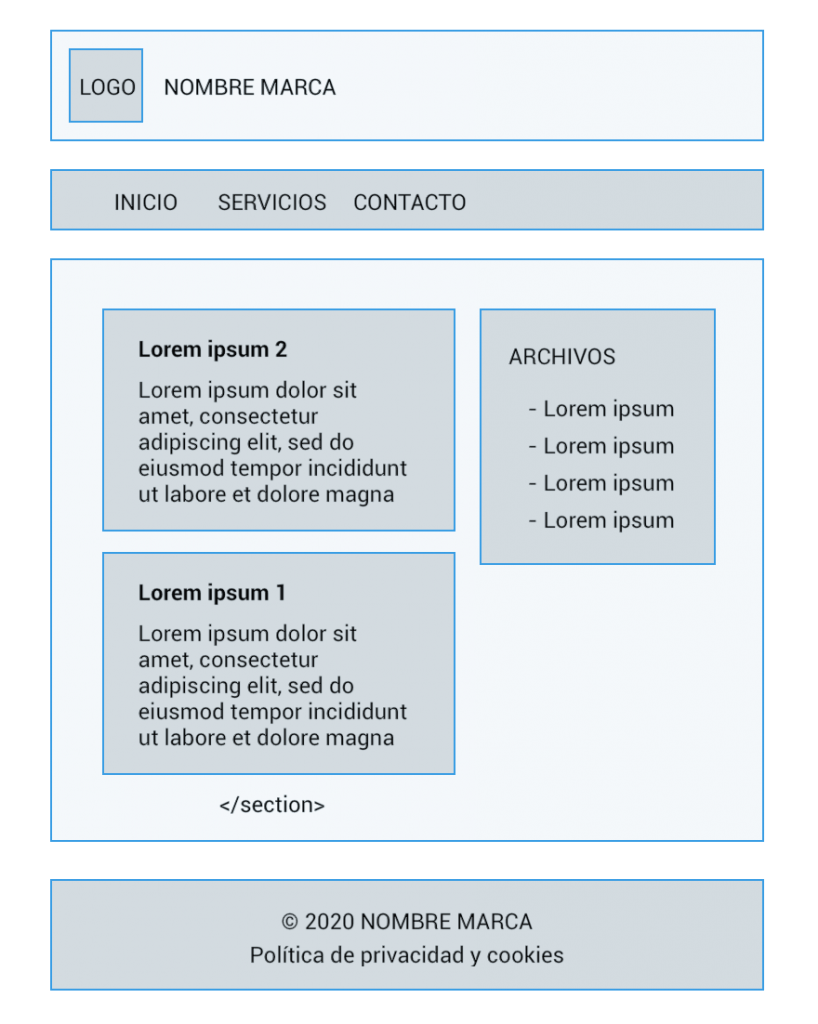 LOGO NOMBRE MARCA
INICIO SERVICIOS CONTACTO
Lorem ipsum 2
Lorem ipsum dolor sit
amet, consectetur
adipiscing elit, sed do
eiusmod tempor incididunt
ut labore et dolore magna
Lorem ipsum 1
Lorem ipsum dolor sit
amet, consectetur
adipiscing elit, sed do
eiusmod tempor incididunt
ut labore et dolore magna
</section>
ARCHIVOS
- Lorem ipsum
- Lorem ipsum
- Lorem ipsum
- Lorem ipsum
© 2020 NOMBRE MARCA
Política de privacidad y cookies